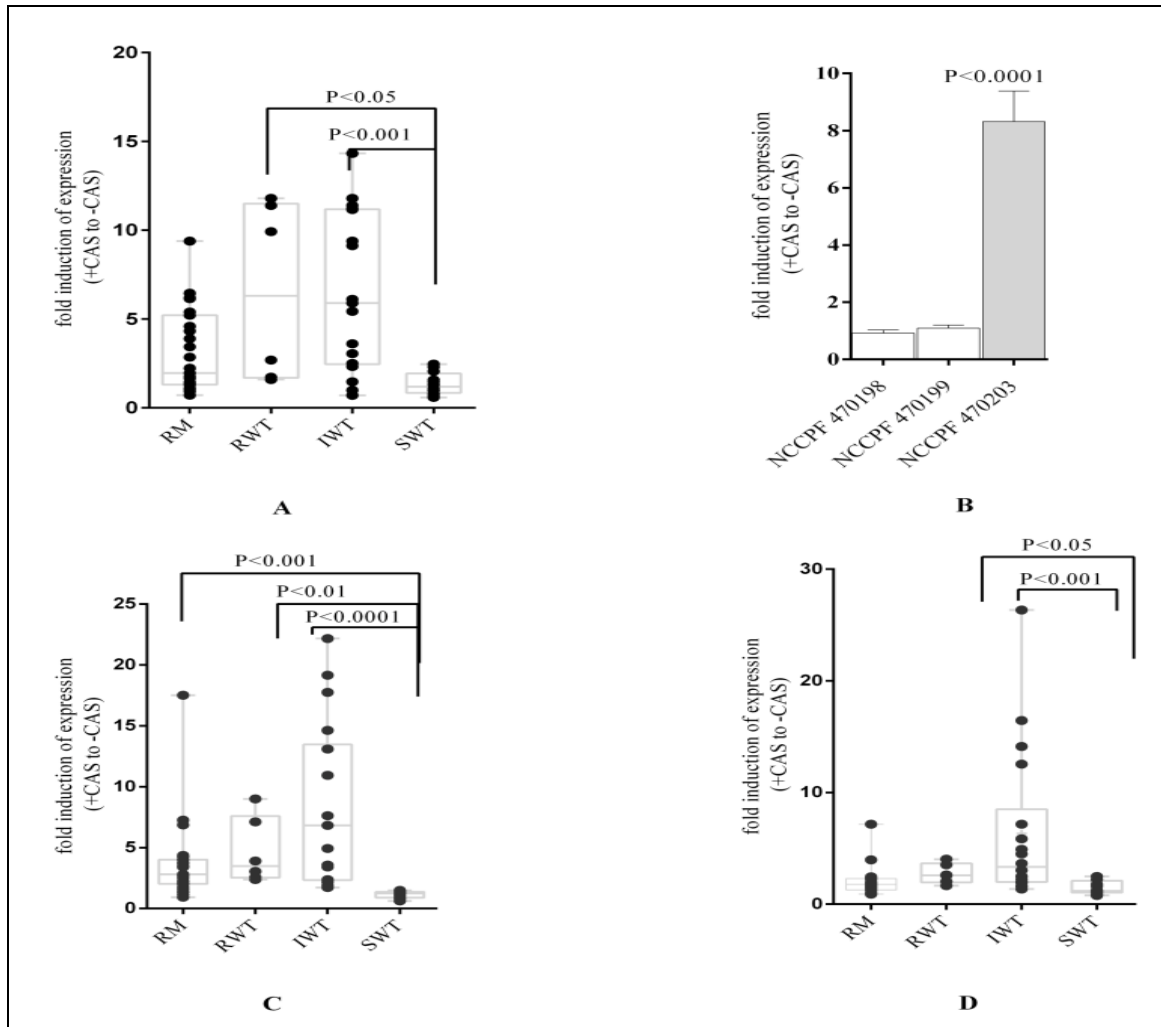 20
15
10
5
0
fold induction of expression
(+CAS to -CAS)
P<0.05
P<0.001
RM
RWT
IWT
SWT
A
10
8
6
4
2
0
fold induction of expression
(+CAS to -CAS)
P<0.0001
NCCPF 470198
NCCPF 470199
NCCPF 470203
B
P<0.001
P<0.01
P<0.0001
25
20
15
10
5
0
fold induction of expression
(+CAS to -CAS)
RM
RWT
IWT
SWT
C
P<0.05
P<0.001
30
20
10
0
fold induction of expression
(+CAS to -CAS)
RM
RWT
IWT
SWT
D